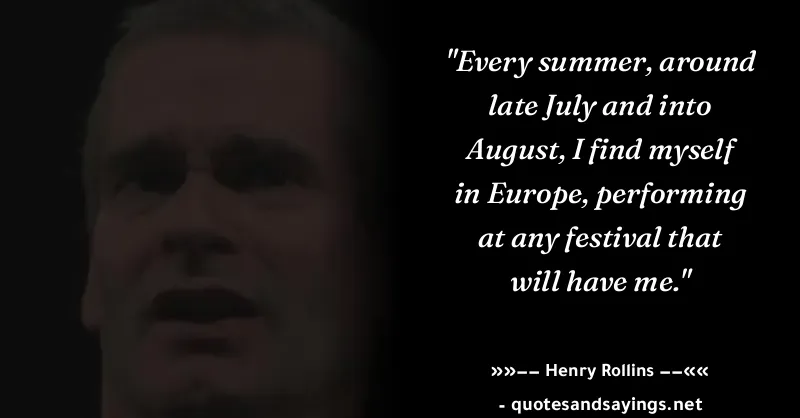 "Every summer, around
late July and into
August, I find myself
in Europe, performing
at any festival that
will have me."
»»−− Henry Rollins −−««
- quotesandsayings.net